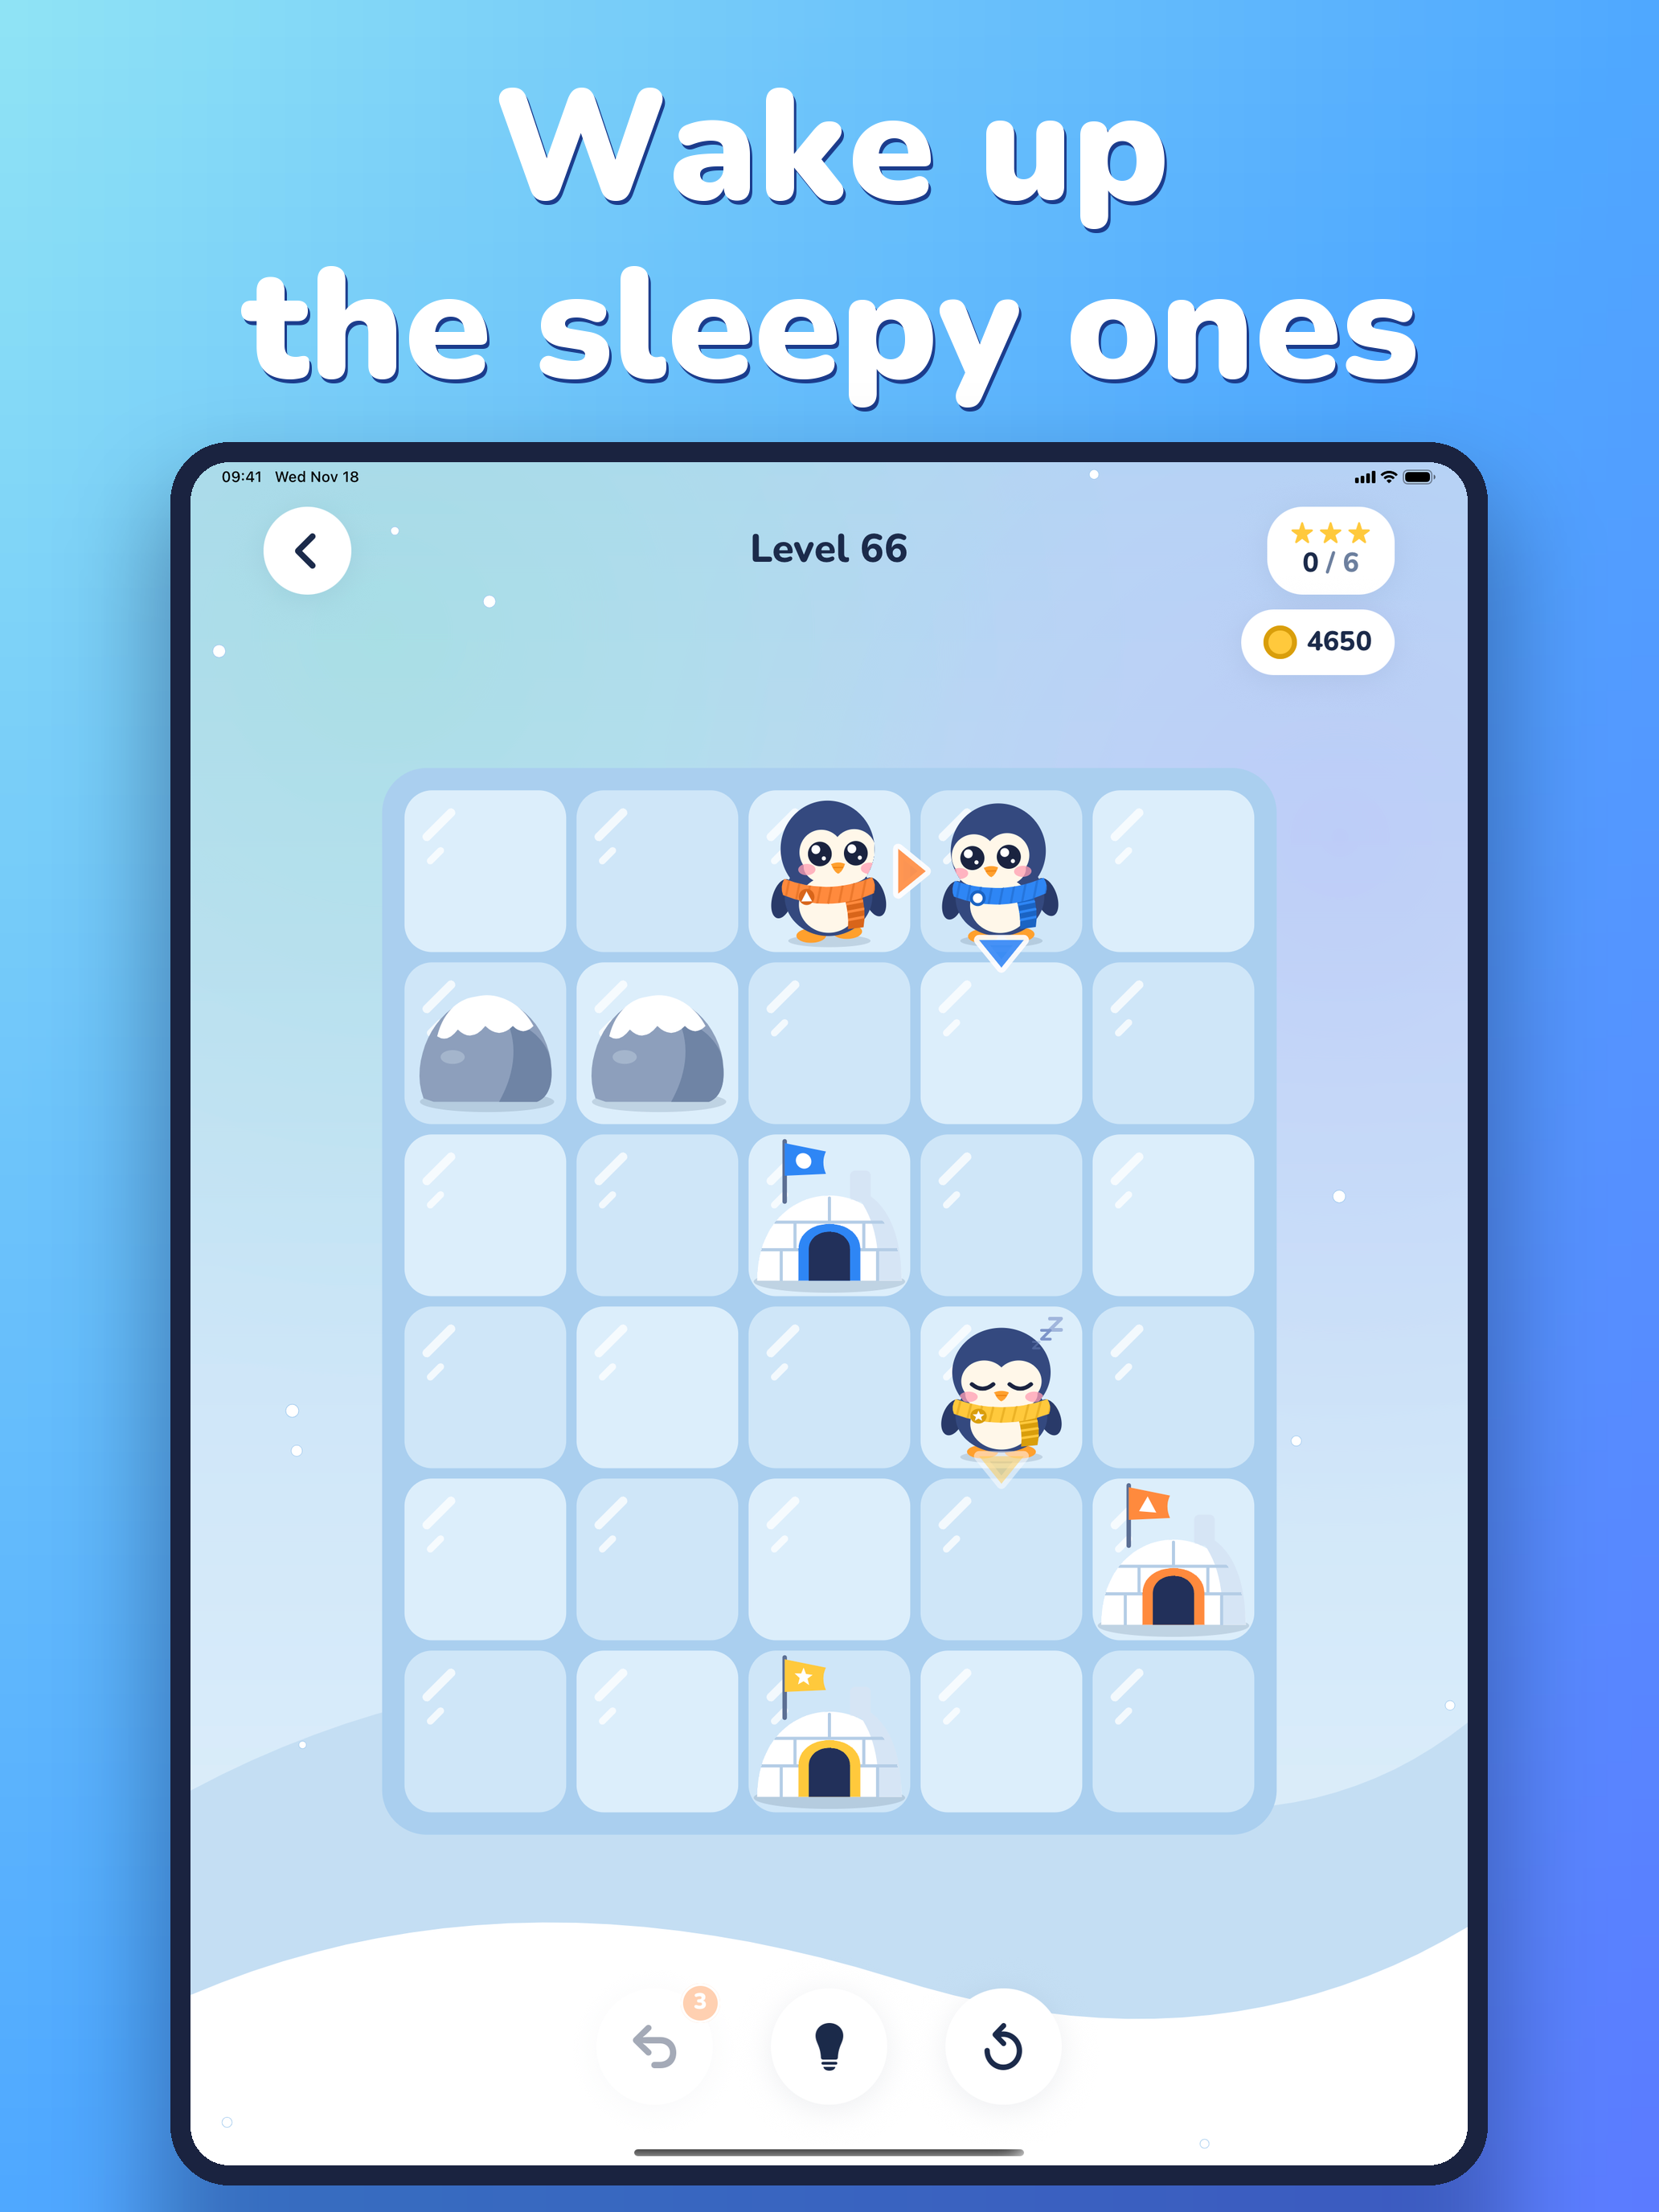 Wake up
the sleepy ones
09:41 Wed Nov 18
Level 66
0 / 6
4650
z z z
3